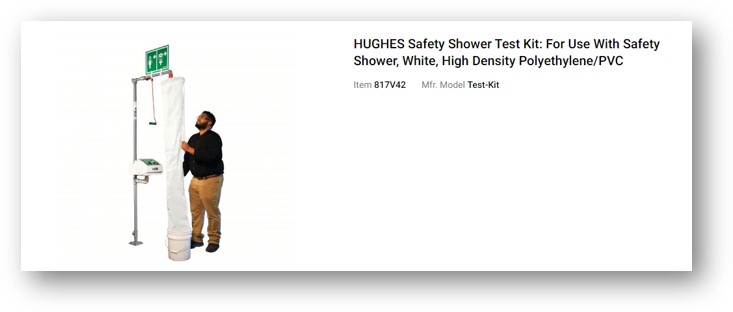 HUGHES Safety Shower Test Kit: For Use With Safety
Shower, White, High Density Polyethylene/PVC
Item 817V42 Mfr. Model Test-Kit